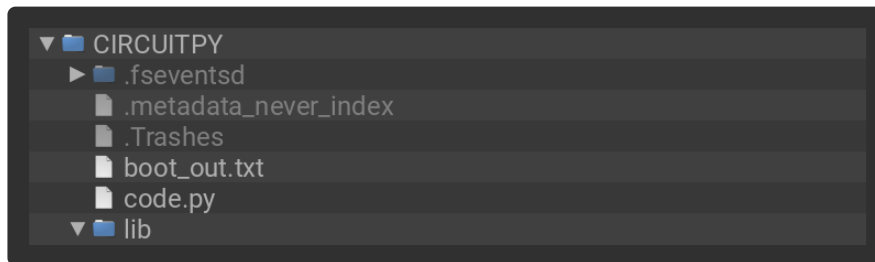 CIRCUITPY
.fseventsd
.metadata_never_index
.Trashes
boot_out.txt
code.py
lib